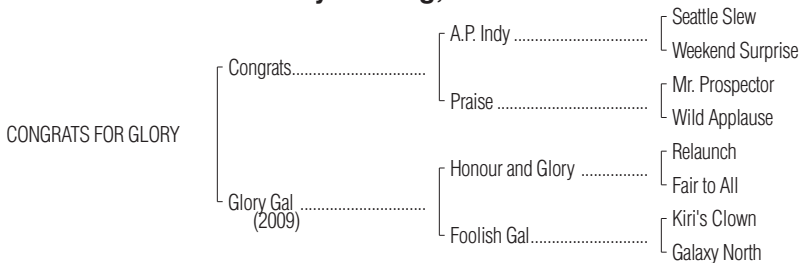 Seattle Slew
A.P. Indy ..................................
Weekend Surprise
Congrats..................................
Mr. Prospector
Praise ......................................
Wild Applause
CONGRATS FOR GLORY
Relaunch
Honour and Glory .................
Fair to All
Glory Gal ................................
(2009)
Kiri's Clown
Foolish Gal..............................
Galaxy North